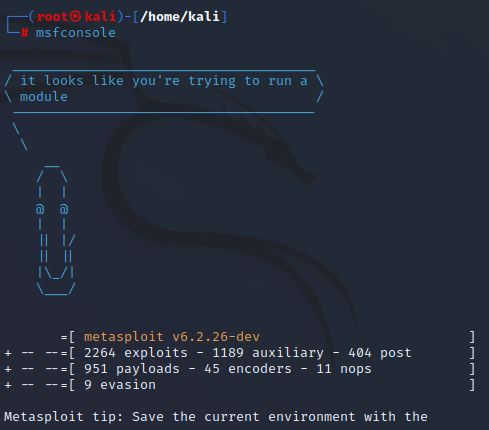 ┌──(root㉿kali)-[/home/kali]
└─# msfconsole
/ it looks like you're trying to run a \
\ module /
\
\
__
/ \
| |
@ @
| |
|| |/
|| ||
|\_/|
\___/
=[ metasploit v6.2.26-dev ]
+ -- --=[ 2264 exploits - 1189 auxiliary - 404 post ]
+ -- --=[ 951 payloads - 45 encoders - 11 nops ]
+ -- --=[ 9 evasion ]
Metasploit tip: Save the current environment with the